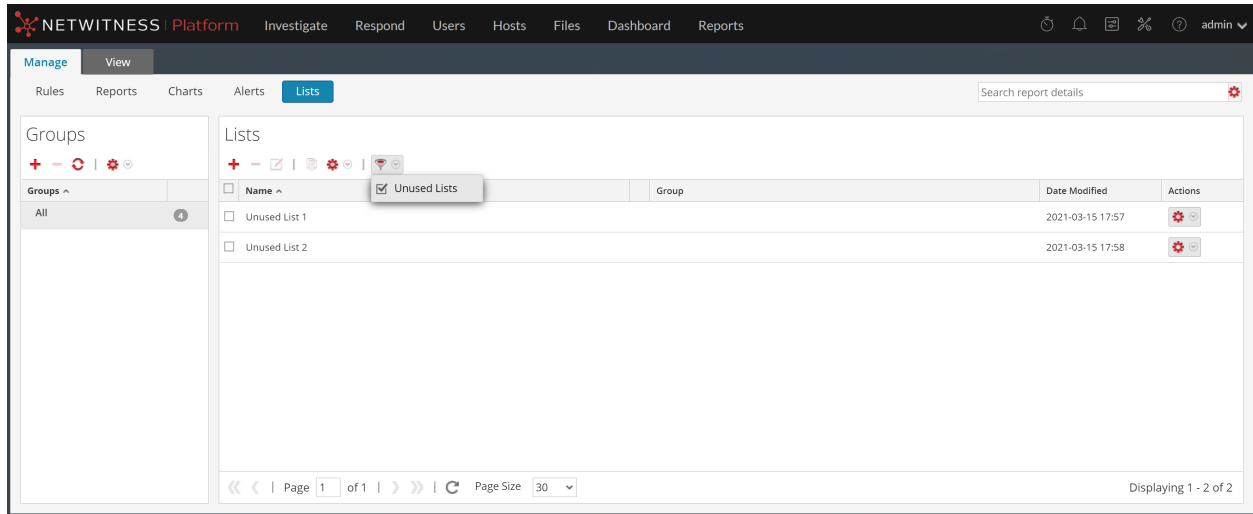 NETWITNESS Platform Investigate Respond Users Hosts Files Dashboard Reports admin
Manage View
Rules Reports Charts Alerts Lists Search report details
Groups Lists
Unused Lists
Groups Name Group Date Modified Actions
All 4 Unused List 1 2021-03-15 17:57
Unused List 2 2021-03-15 17:58
Page 1 of 1 Page Size 30 Displaying 1 - 2 of 2